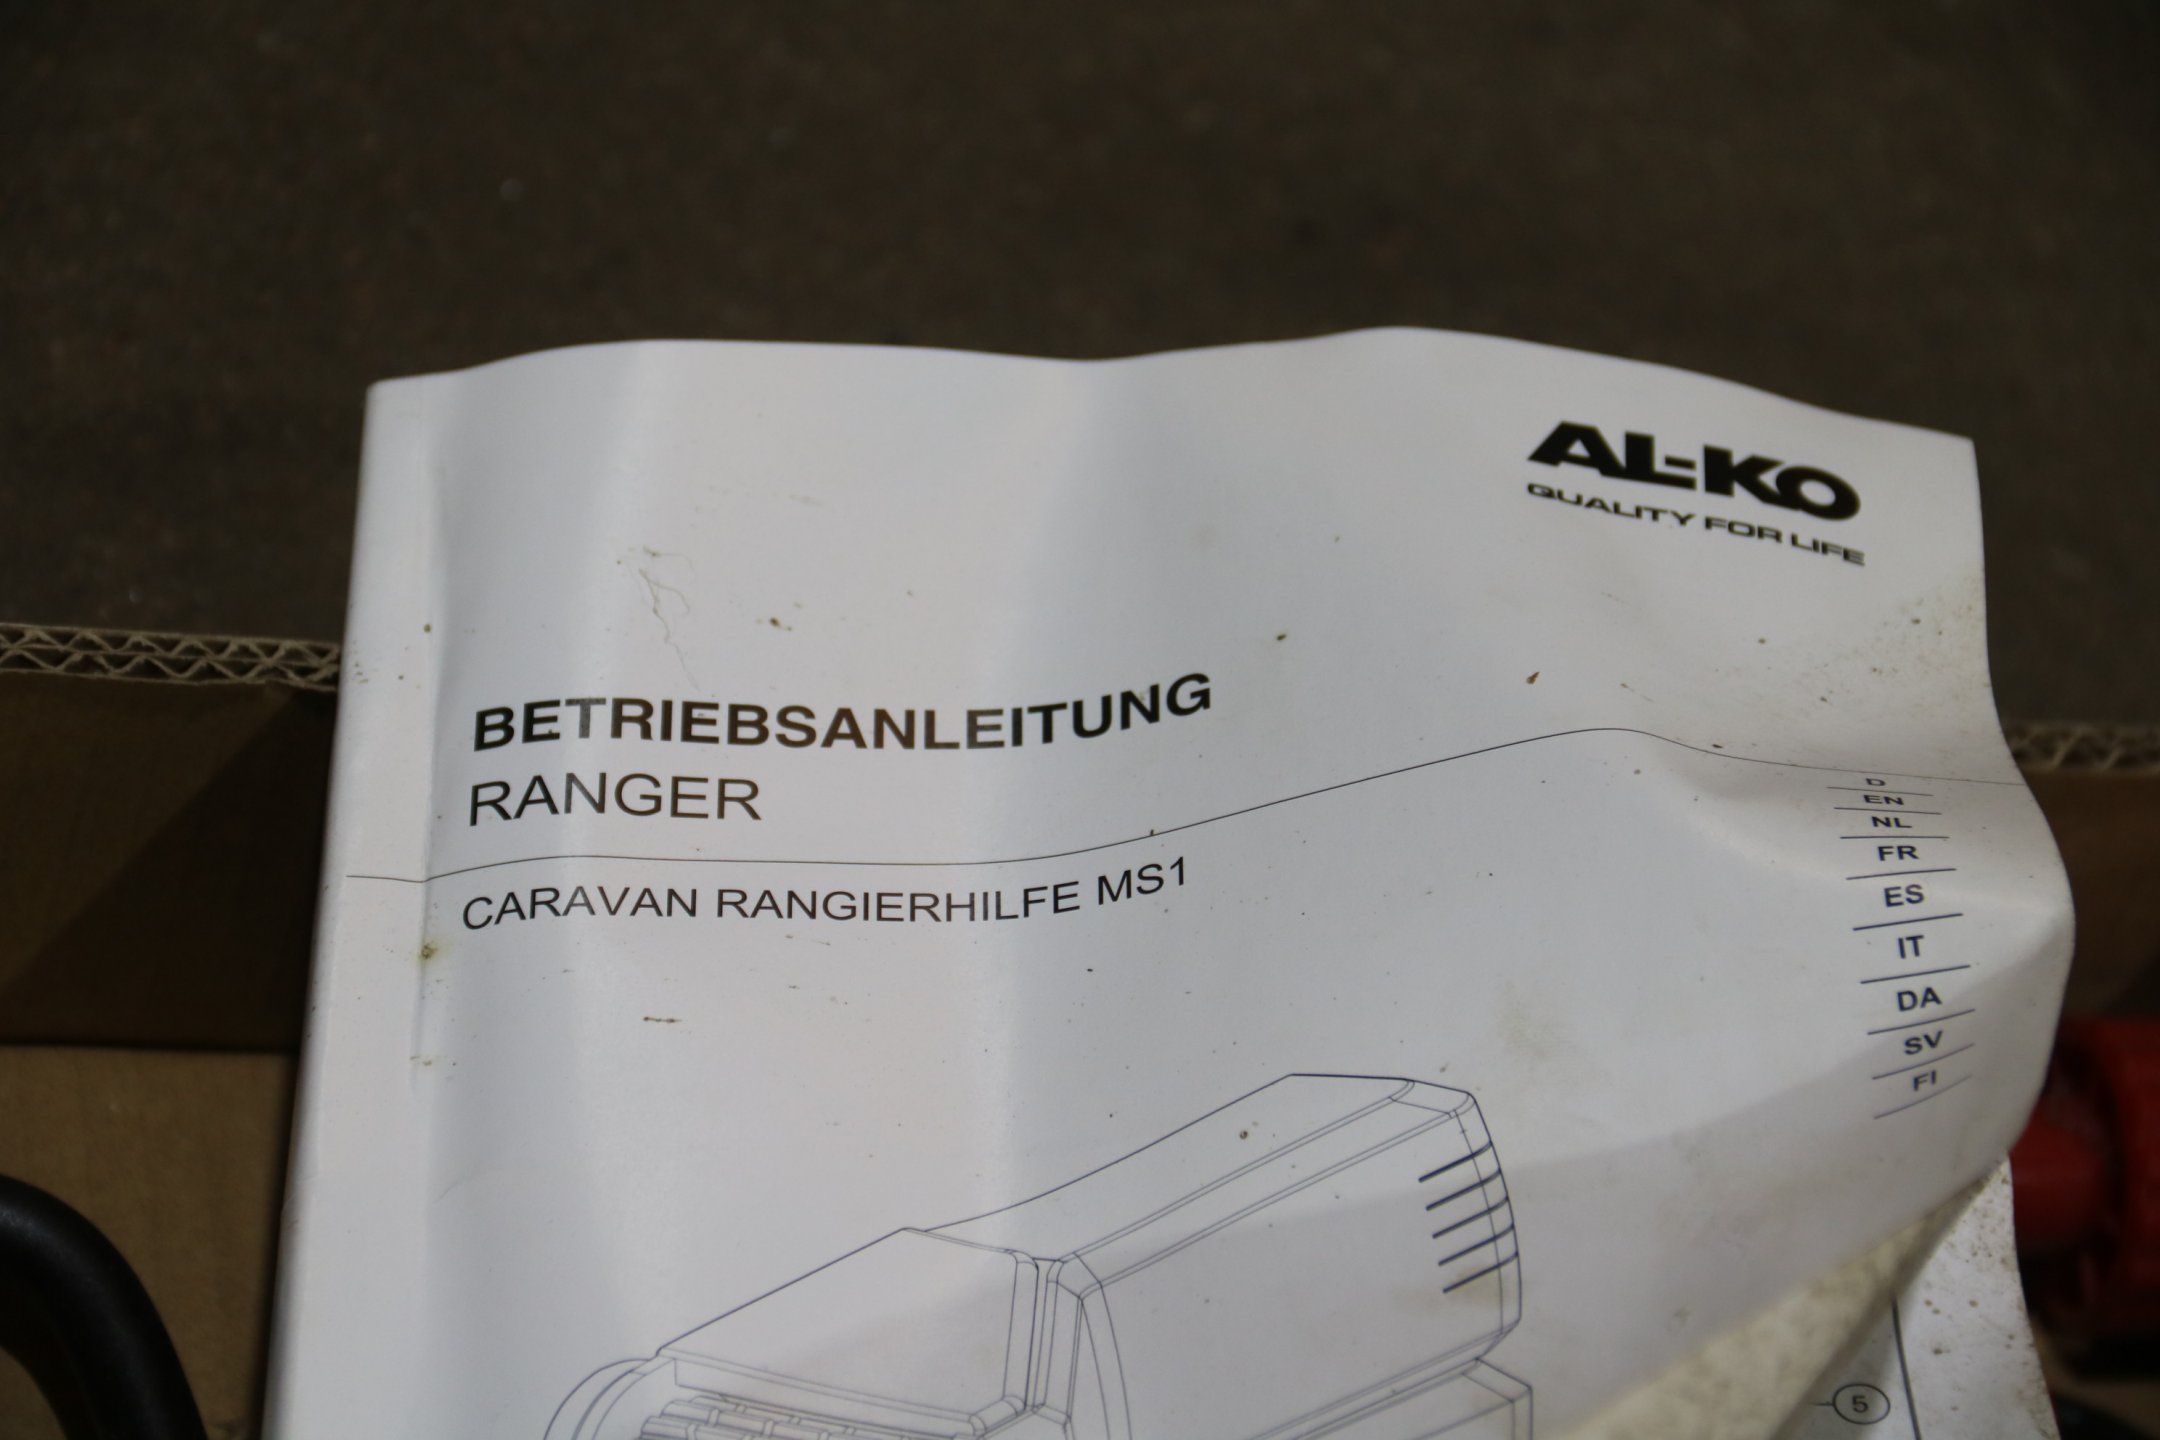 AL-KO
QUALITY FOR LIFE
BETRIEBSANLEITUNG
RANGER
CARAVAN RANGIERHILFE MS1
D
EN
NL
FR
ES
IT
DA
SV
FI
5